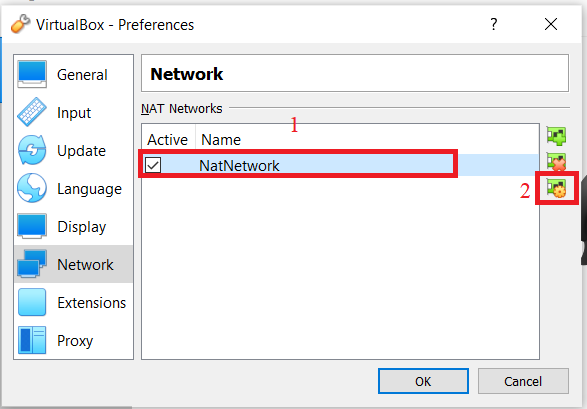 VirtualBox - Preferences
?
General
Input
Update
Language
Display
Network
Extensions
Proxy
Network
NAT Networks
1
Active Name
NatNetwork
2
OK Cancel